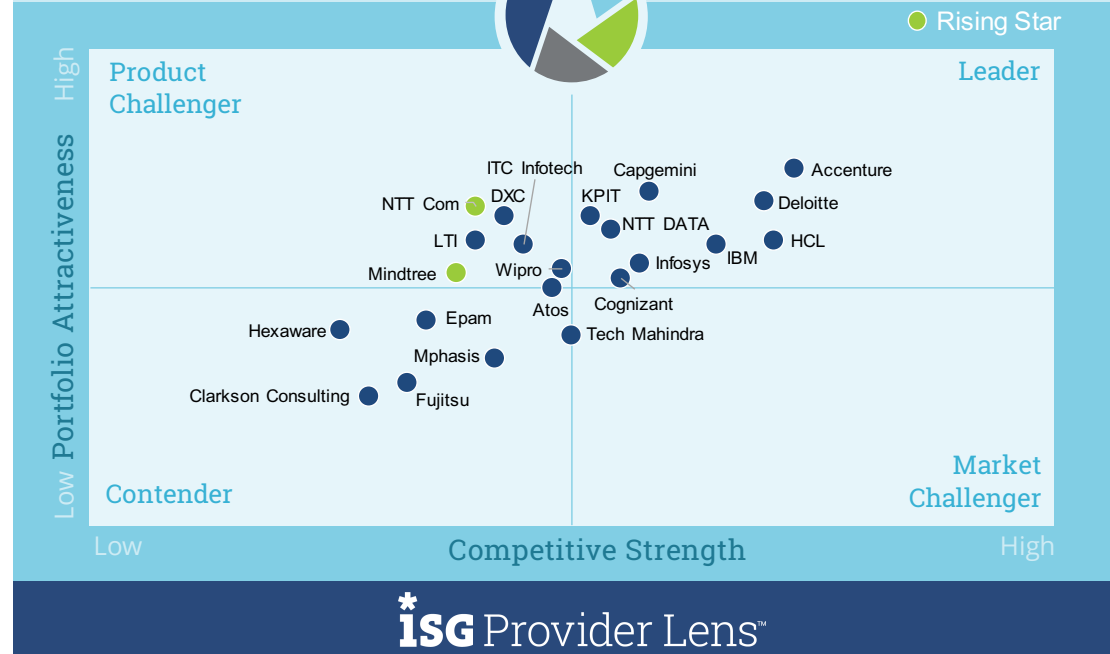 Rising Star
High
Product
Challenger
Leader
ITC Infotech
Capgemini
Accenture
NTT Com
DXC
KPIT
Deloitte
NTT DATA
LTI
HCL
IBM
Mindtree
Wipro
Infosys
Cognizant
Atos
Epam
Hexaware
Tech Mahindra
Mphasis
Clarkson Consulting
Fujitsu
Portfolio Attractiveness
Market
Challenger
Contender
Low
Low
Competitive Strength
High
iSG Provider Lens™